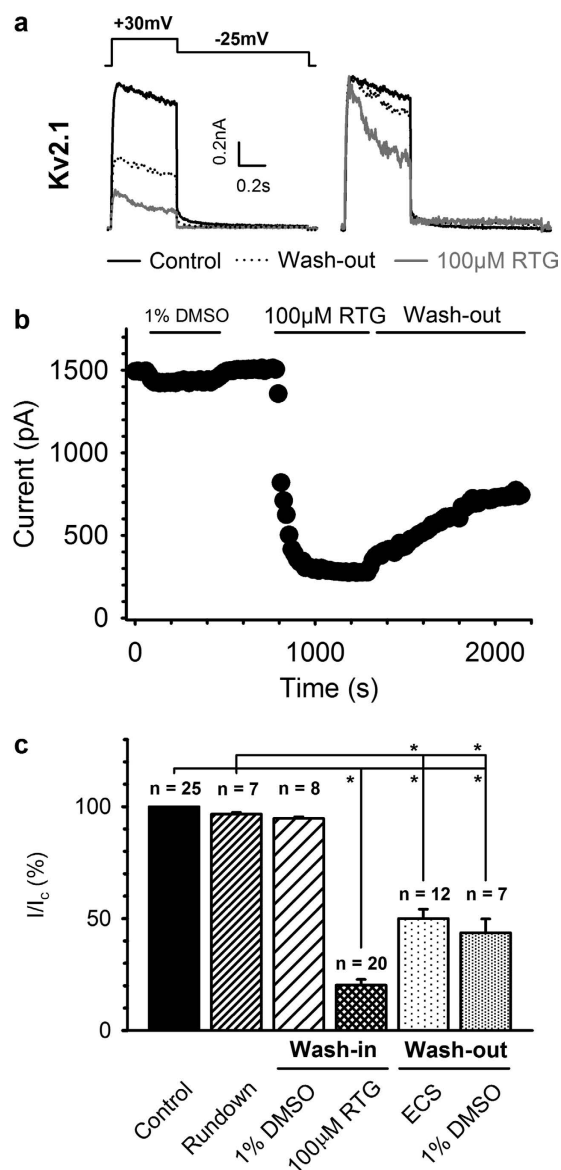 a
+30mV
-25mV
Kv2.1
0.2nA
0.2s
Control Wash-out 100µM RTG
b
1% DMSO 100µM RTG Wash-out
1500
1000
500
0
Current (pA)
0 1000 2000
Time (s)
c
* *
* * *
n = 25 n = 7 n = 8
n = 12 n = 7
n = 20
100
50
0
I/Ic (%)
Wash-in Wash-out
Control
Rundown
1% DMSO
100µM RTG
ECS
1% DMSO